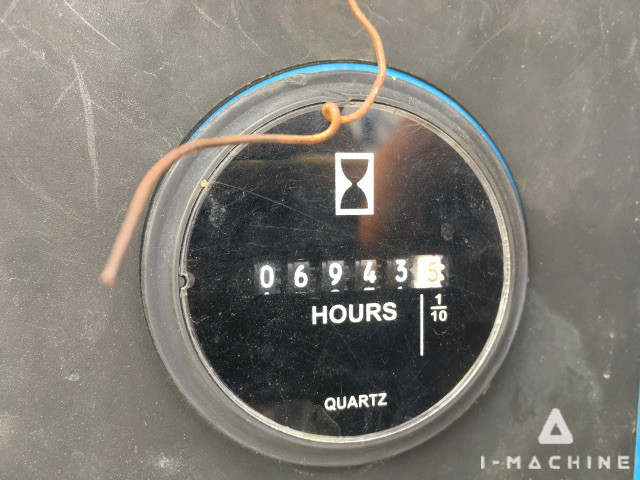 069435
HOURS
1/10
QUARTZ
I-MACHINE